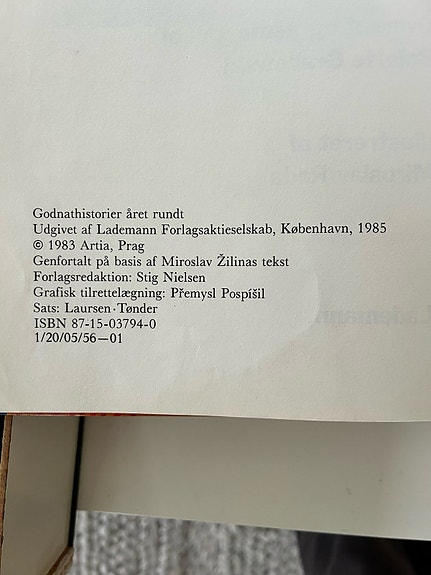 Godnathistorier året rundt
Udgivet af Lademann Forlagsaktieselskab, København, 1985
© 1983 Artia, Prag
Genfortalt på basis af Miroslav Žilinas tekst
Forlagsredaktion: Stig Nielsen
Grafisk tilrettelægning: Přemysl Pospíšil
Sats: Laursen·Tønder
ISBN 87-15-03794-0
1/20/05/56—01